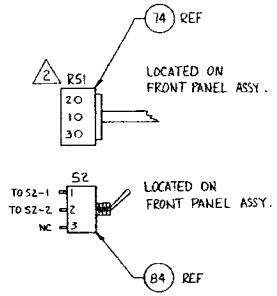 74 REF
2 RS1
LOCATED ON
FRONT PANEL ASSY.
20
10
30
S2
LOCATED ON
FRONT PANEL ASSY.
TO S2-1 1
TO S2-2 2
NC 3
84 REF